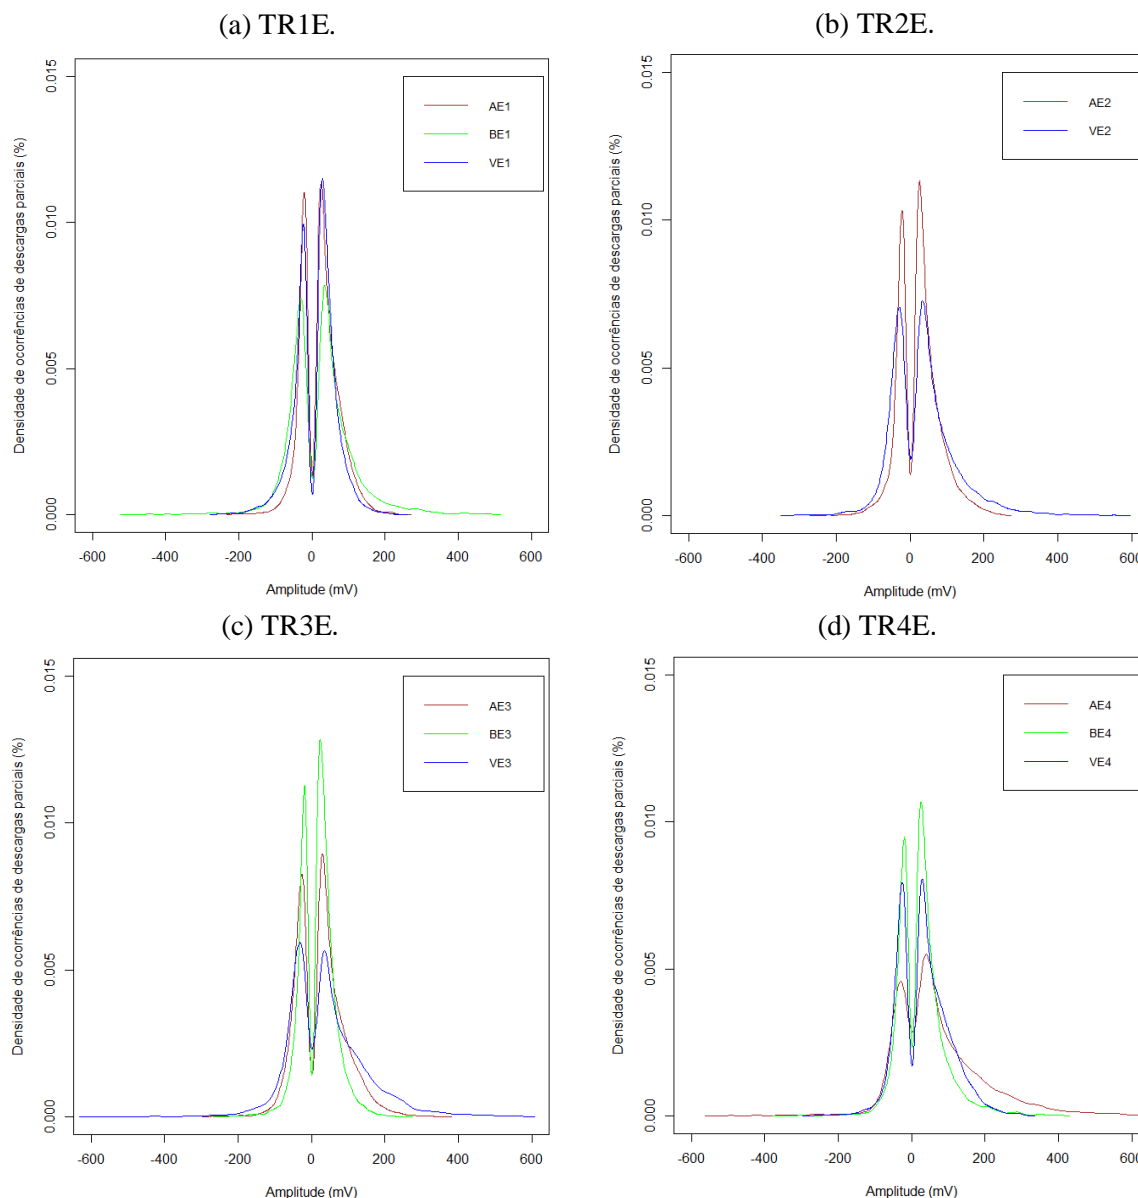 (a) TR1E.
Densidade de ocorrências de descargas parciais (%)
0.015
0.010
0.005
0.000
AE1
BE1
VE1
-600
-400
-200
0
200
400
600
Amplitude (mV)
(b) TR2E.
Densidade de ocorrências de descargas parciais (%)
0.015
0.010
0.005
0.000
AE2
VE2
-600
-400
-200
0
200
400
600
Amplitude (mV)
(c) TR3E.
Densidade de ocorrências de descargas parciais (%)
0.015
0.010
0.005
0.000
AE3
BE3
VE3
-600
-400
-200
0
200
400
600
Amplitude (mV)
(d) TR4E.
Densidade de ocorrências de descargas parciais (%)
0.015
0.010
0.005
0.000
AE4
BE4
VE4
-600
-400
-200
0
200
400
600
Amplitude (mV)